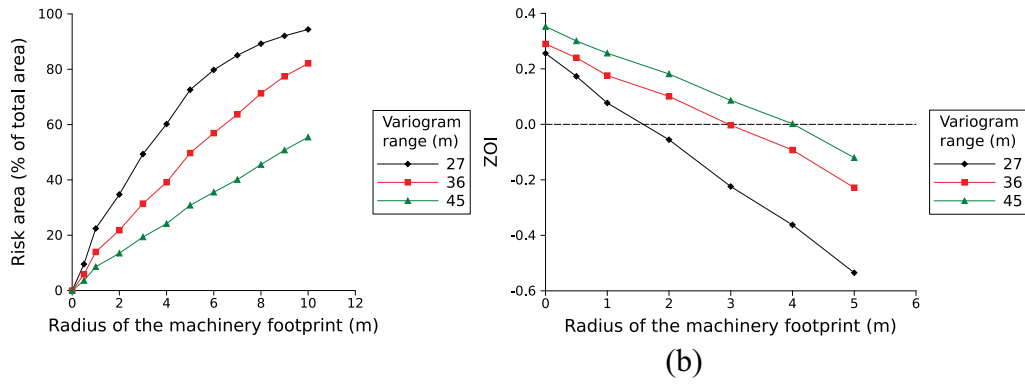 100
80
60
40
20
0
Risk area (% of total area)
0 2 4 6 8 10 12
Radius of the machinery footprint (m)
Variogram
range (m)
27
36
45
0.4
0.2
0.0
-0.2
-0.4
-0.6
ZOI
0 1 2 3 4 5 6
Radius of the machinery footprint (m)
Variogram
range (m)
27
36
45
(b)